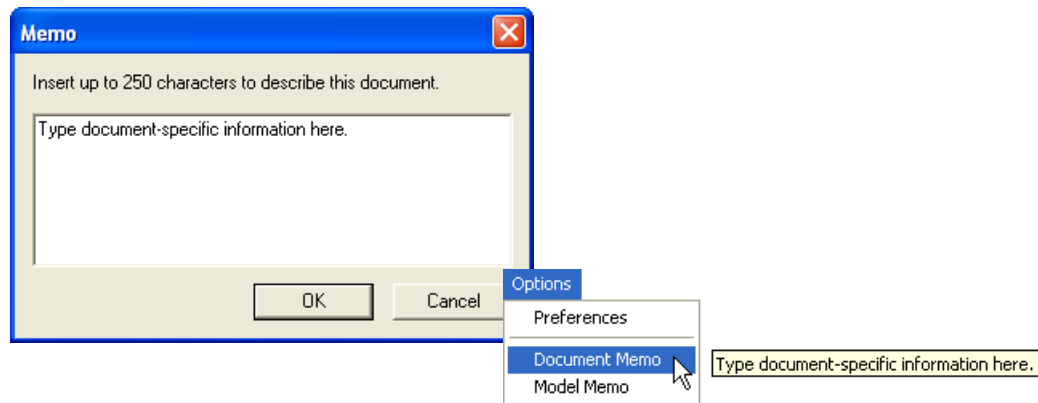 Memo
Insert up to 250 characters to describe this document.
Type document-specific information here.
OK
Cancel
Options
Preferences
Document Memo
Type document-specific information here.
Model Memo